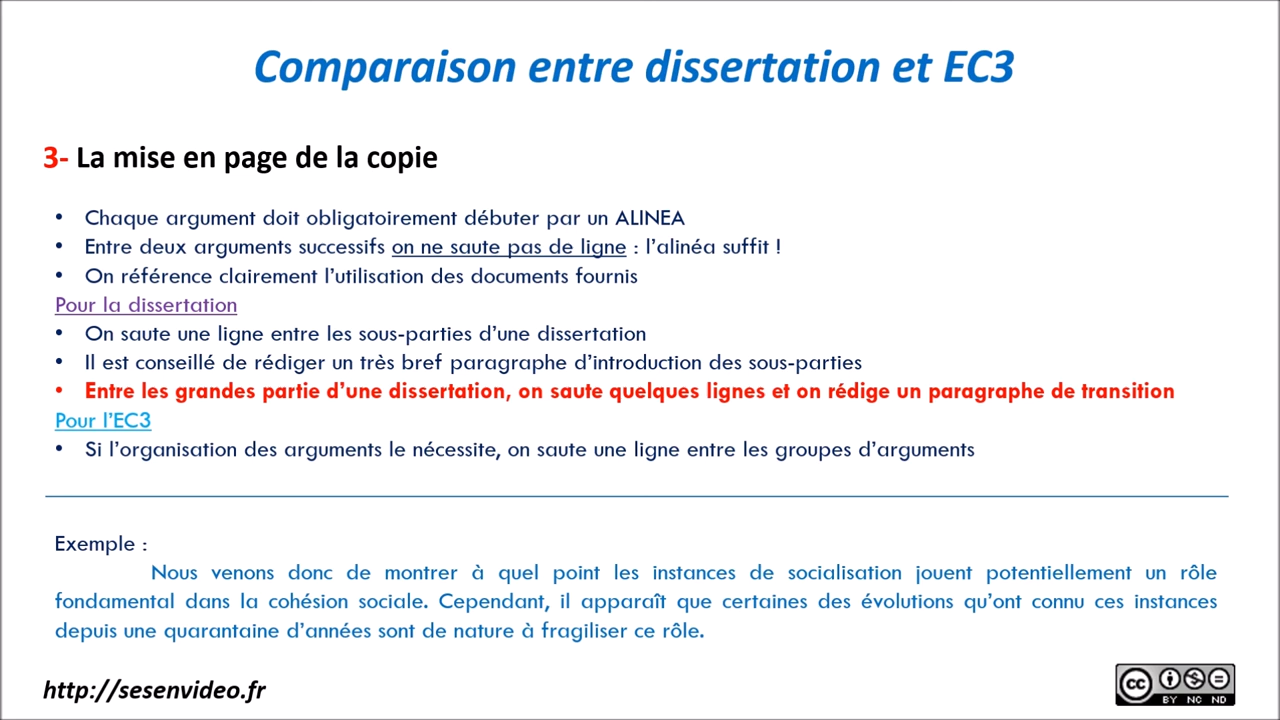 Comparaison entre dissertation et EC3
3- La mise en page de la copie
• Chaque argument doit obligatoirement débuter par un ALINEA
• Entre deux arguments successifs on ne saute pas de ligne : l’alinéa suffit !
• On référence clairement l’utilisation des documents fournis
Pour la dissertation
• On saute une ligne entre les sous-parties d’une dissertation
• Il est conseillé de rédiger un très bref paragraphe d’introduction des sous-parties
• Entre les grandes partie d’une dissertation, on saute quelques lignes et on rédige un paragraphe de transition
Pour l’EC3
• Si l’organisation des arguments le nécessite, on saute une ligne entre les groupes d’arguments
Exemple :
Nous venons donc de montrer à quel point les instances de socialisation jouent potentiellement un rôle
fondamental dans la cohésion sociale. Cependant, il apparaît que certaines des évolutions qu’ont connu ces instances
depuis une quarantaine d’années sont de nature à fragiliser ce rôle.
http://sesenvideo.fr
cc
BY NC ND